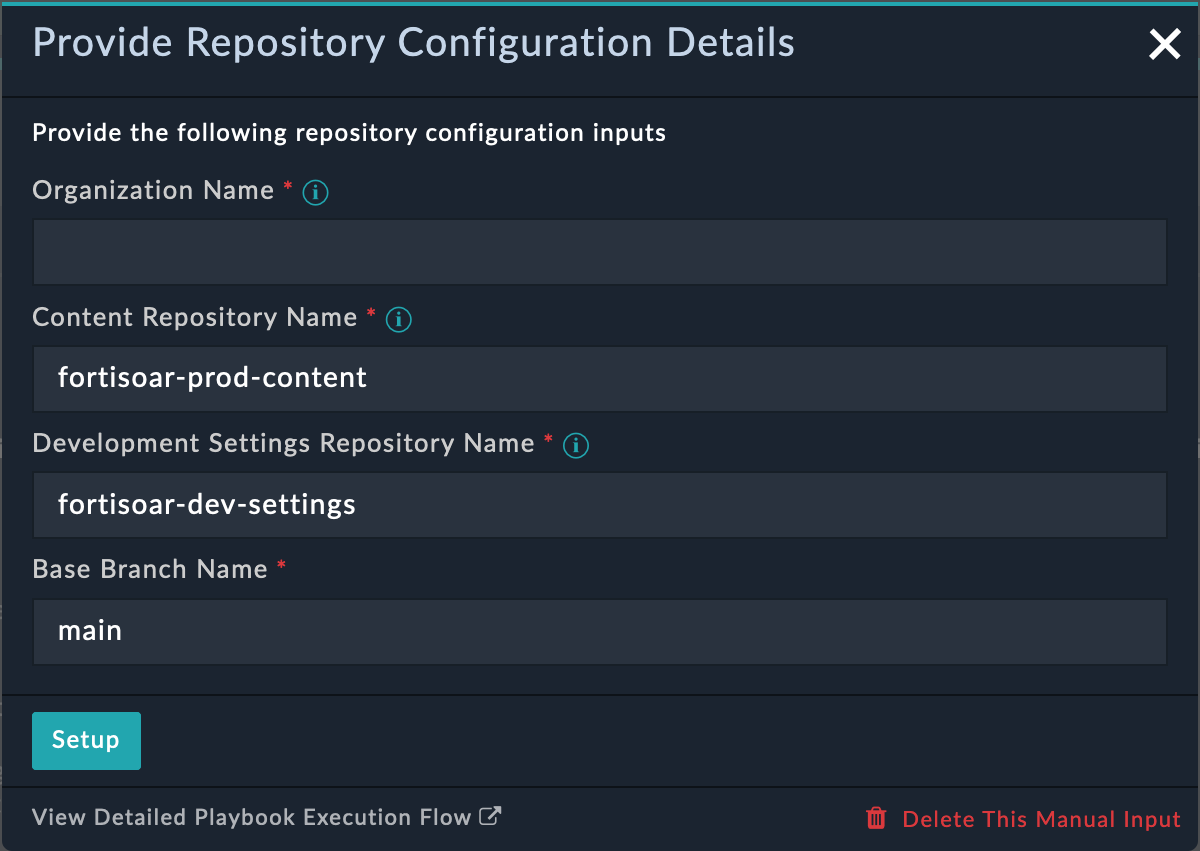 Provide Repository Configuration Details
Provide the following repository configuration inputs
Organization Name *
Content Repository Name *
fortisoar-prod-content
Development Settings Repository Name *
fortisoar-dev-settings
Base Branch Name *
main
Setup
View Detailed Playbook Execution Flow
Delete This Manual Input